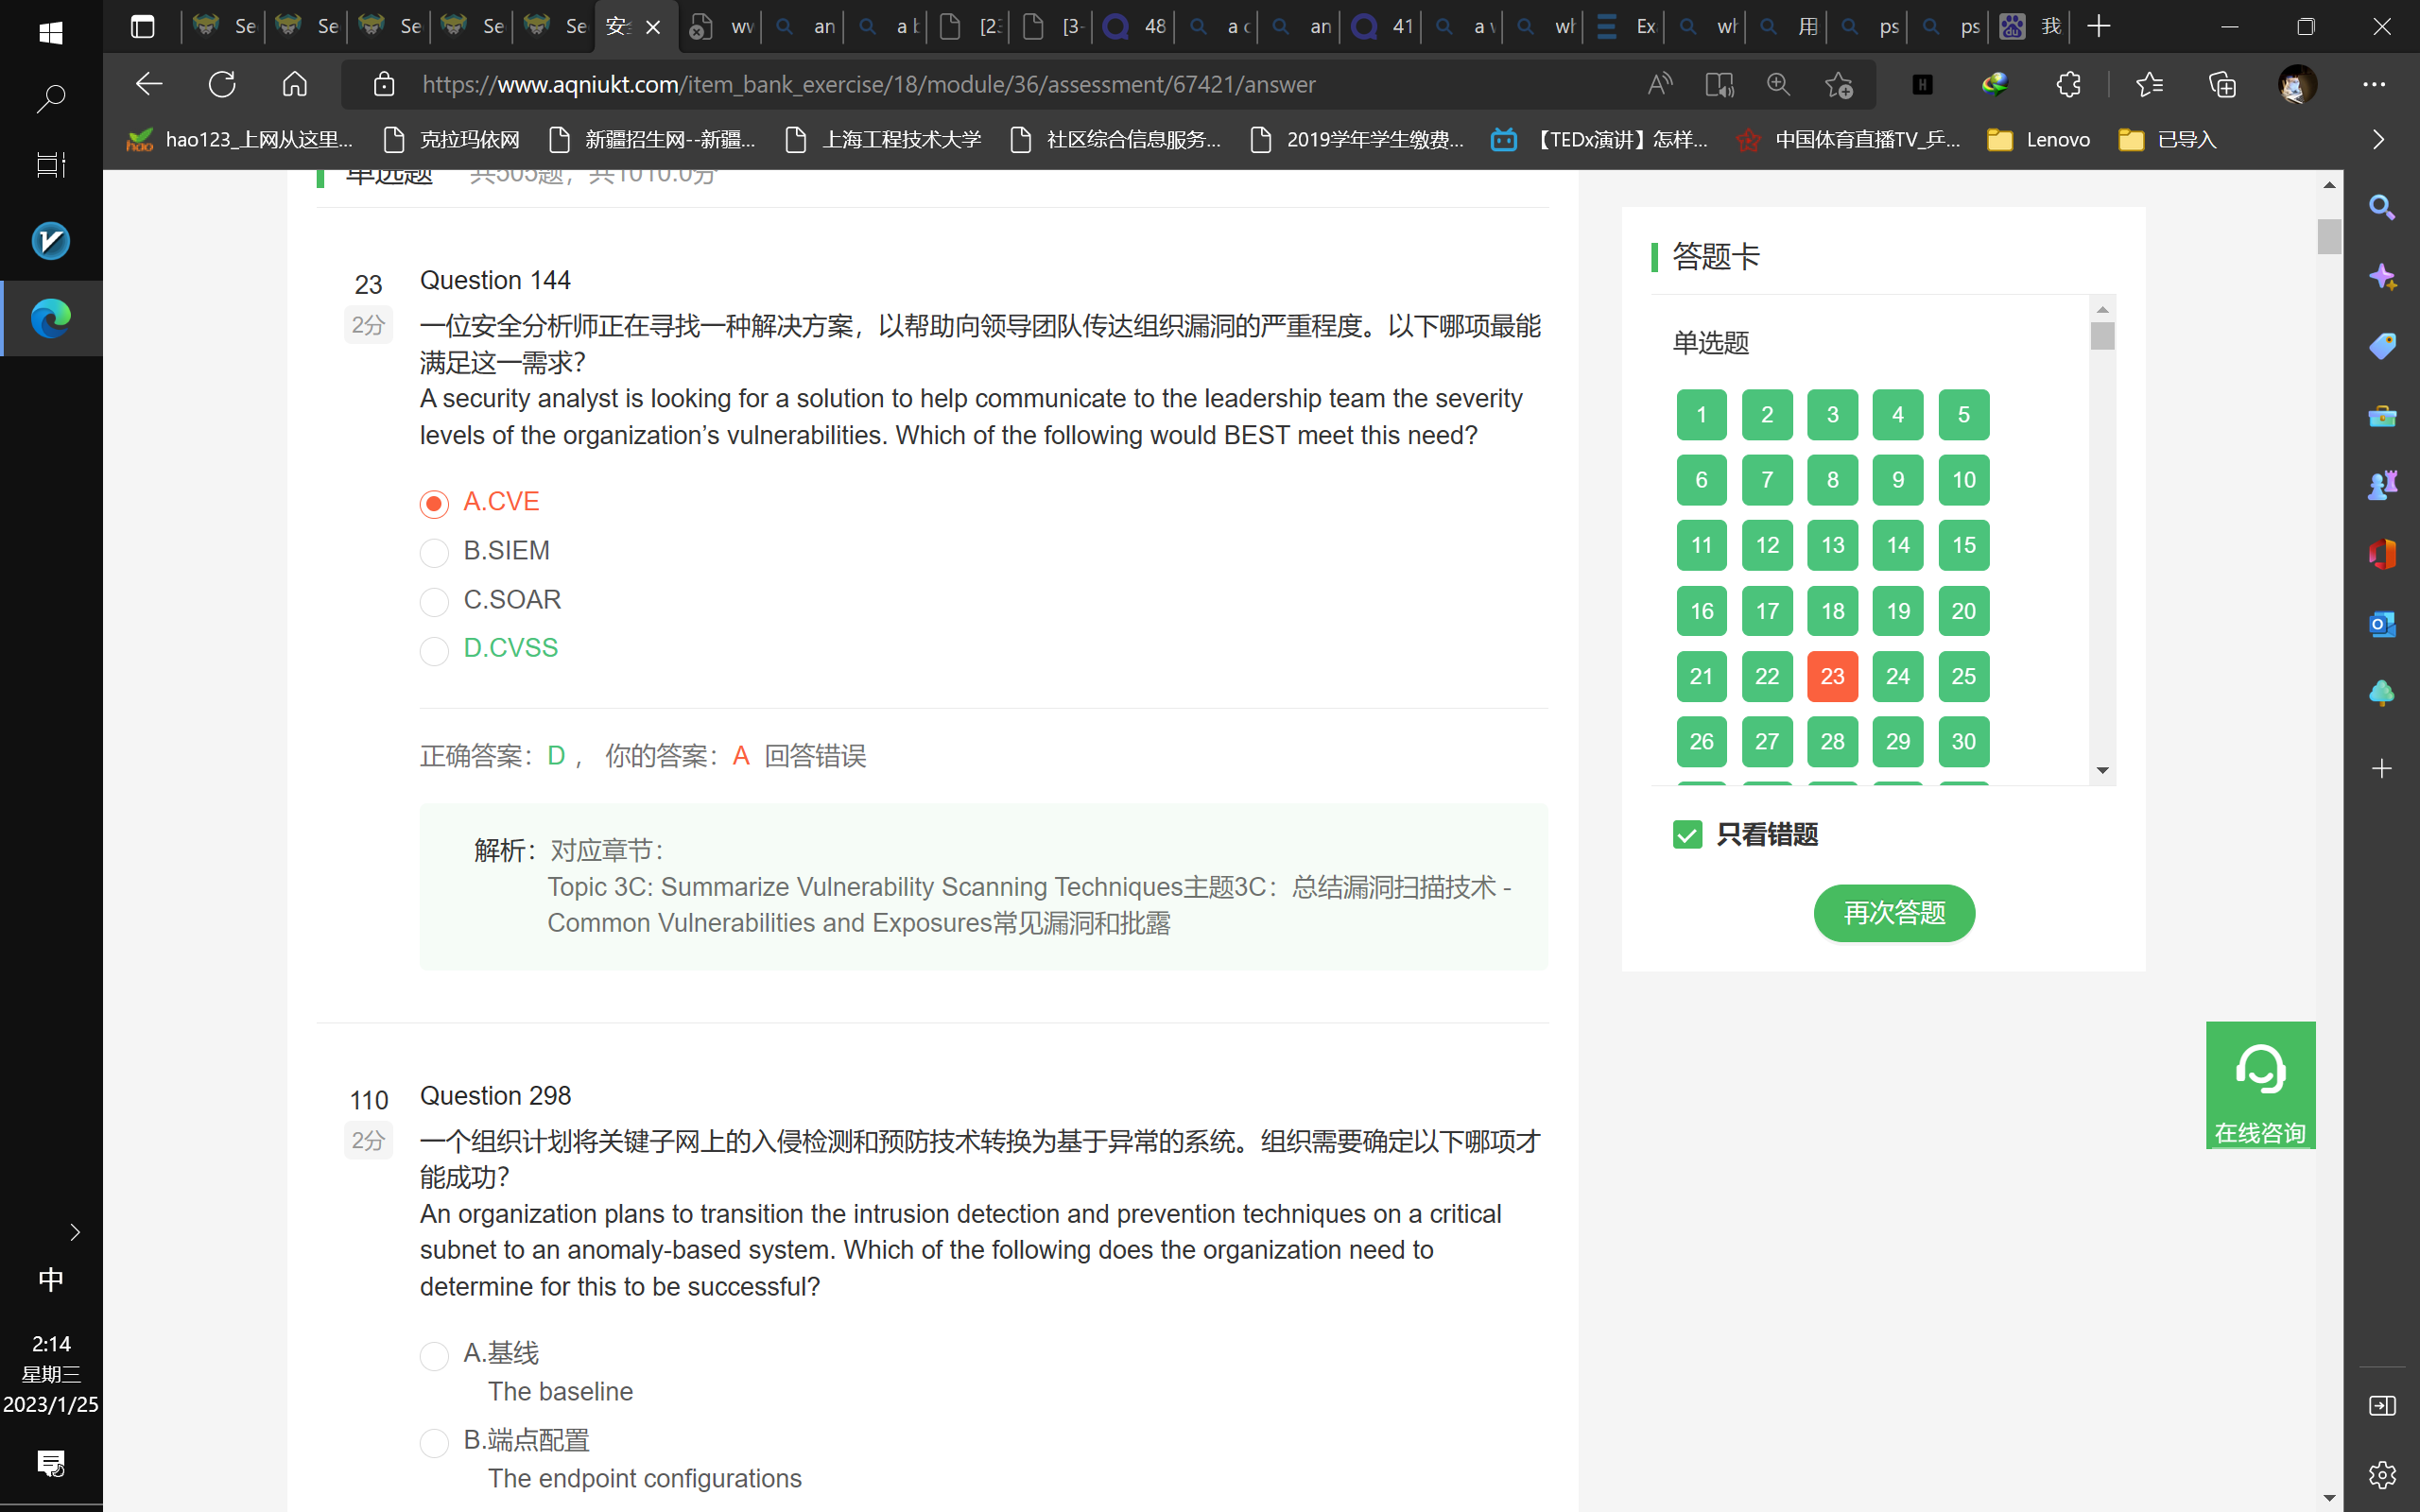 Se
Se
Se
Se
Se
安
wv
an
a b
[2
[3-
48
a c
an
41
a v
wh
Ex
wh
用
ps
ps
我
https://www.aqniukt.com/item_bank_exercise/18/module/36/assessment/67421/answer
hao123_上网从这里...
克拉玛依网
新疆招生网--新疆...
上海工程技术大学
社区综合信息服务...
2019学年学生缴费...
【TEDx演讲】怎样...
中国体育直播TV_乒...
Lenovo
已导入
单选题 共505题，共1010.0分
23
2分
Question 144
一位安全分析师正在寻找一种解决方案，以帮助向领导团队传达组织漏洞的严重程度。以下哪项最能
满足这一需求？
A security analyst is looking for a solution to help communicate to the leadership team the severity
levels of the organization’s vulnerabilities. Which of the following would BEST meet this need?
A.CVE
B.SIEM
C.SOAR
D.CVSS
正确答案：D ， 你的答案：A 回答错误
解析：对应章节：
Topic 3C: Summarize Vulnerability Scanning Techniques主题3C：总结漏洞扫描技术 -
Common Vulnerabilities and Exposures常见漏洞和批露
110
2分
Question 298
一个组织计划将关键子网上的入侵检测和预防技术转换为基于异常的系统。组织需要确定以下哪项才
能成功？
An organization plans to transition the intrusion detection and prevention techniques on a critical
subnet to an anomaly-based system. Which of the following does the organization need to
determine for this to be successful?
A.基线
The baseline
B.端点配置
The endpoint configurations
答题卡
单选题
1 2 3 4 5
6 7 8 9 10
11 12 13 14 15
16 17 18 19 20
21 22 23 24 25
26 27 28 29 30
只看错题
再次答题
在线咨询
中
2:14
星期三
2023/1/25